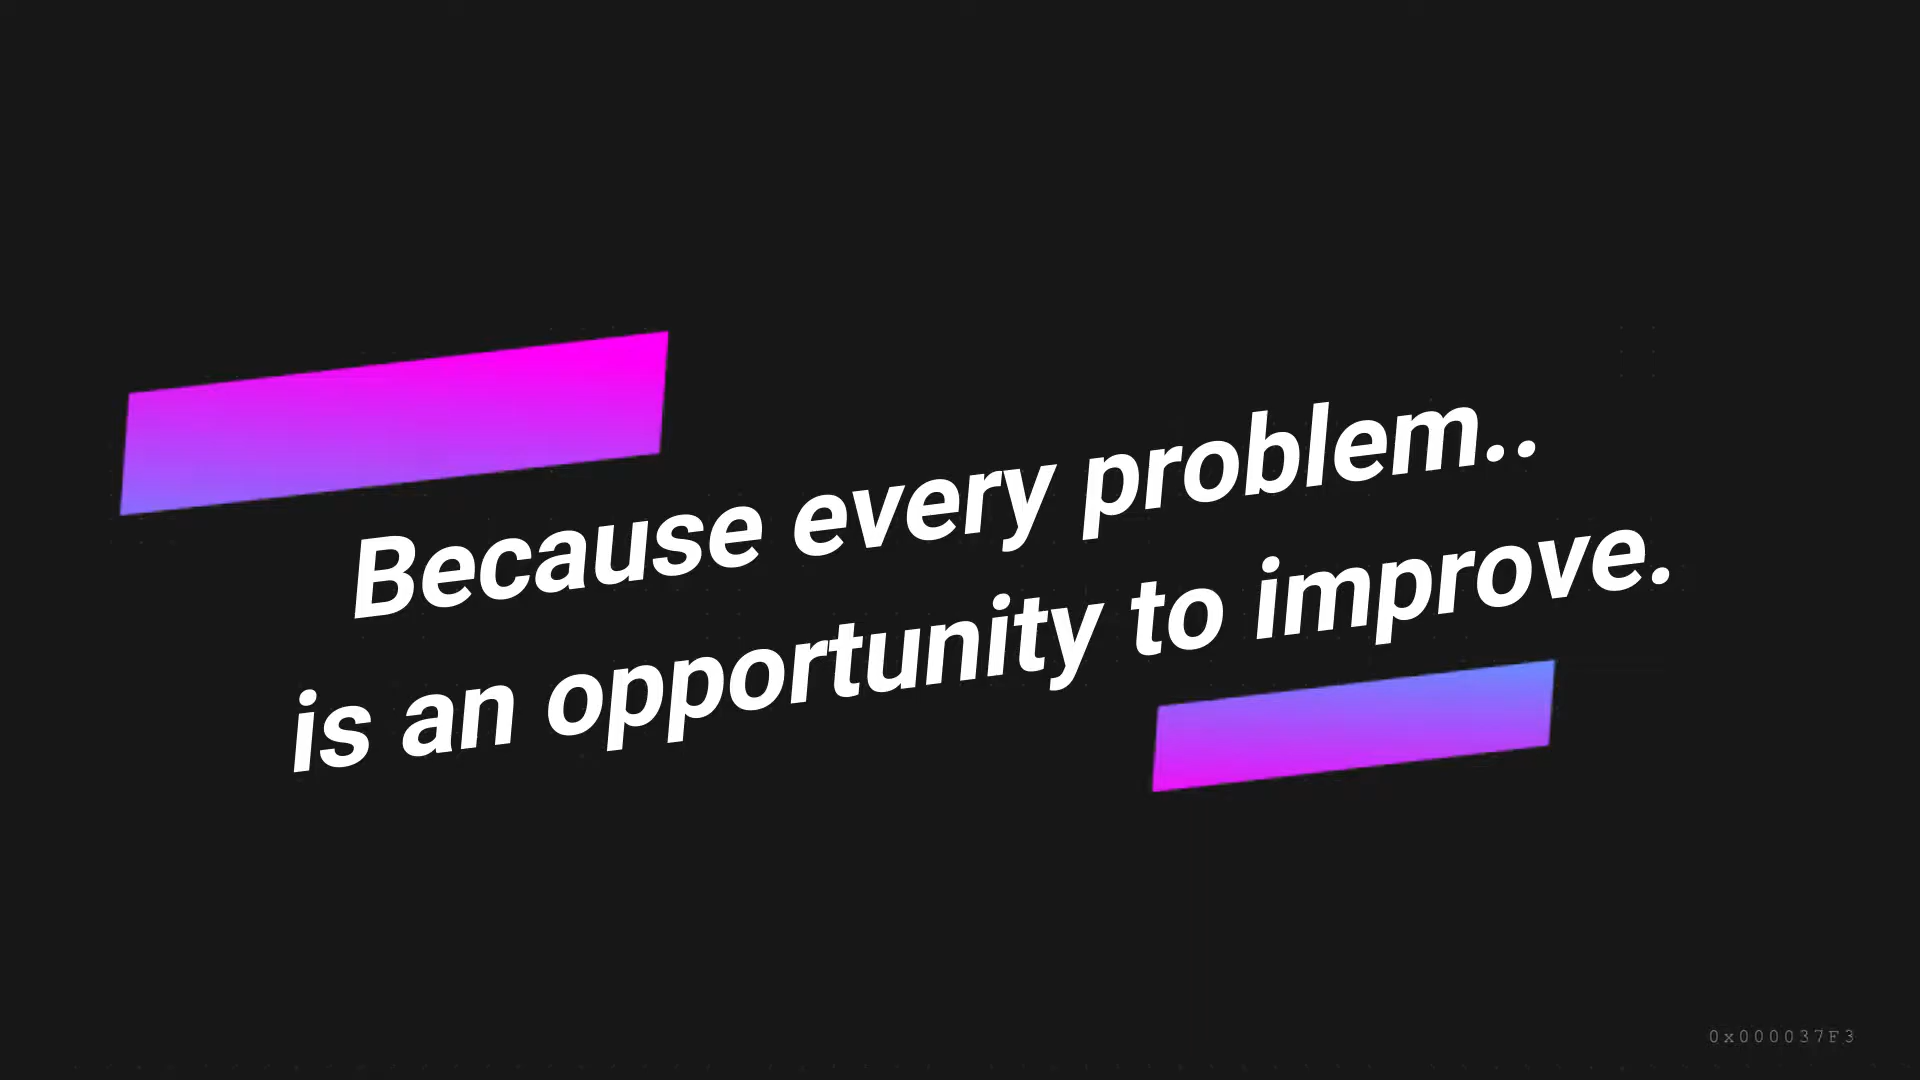 Because every problem..
is an opportunity to improve.
0x000037F3